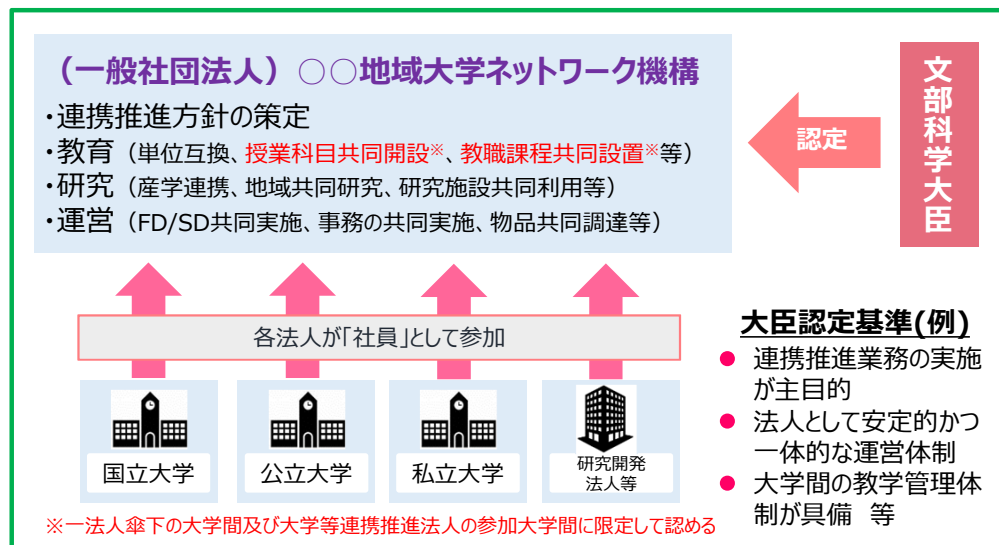 （一般社団法人）○○地域大学ネットワーク機構
・連携推進方針の策定
・教育（単位互換、授業科目共同開設※、教職課程共同設置※等）
・研究（産学連携、地域共同研究、研究施設共同利用等）
・運営（FD/SD共同実施、事務の共同実施、物品共同調達等）
認定
文部科学大臣
各法人が「社員」として参加
国立大学
公立大学
私立大学
研究開発
法人等
大臣認定基準(例)
● 連携推進業務の実施
が主目的
● 法人として安定的かつ
一体的な運営体制
● 大学間の教学管理体
制が具備　等
※一法人傘下の大学間及び大学等連携推進法人の参加大学間に限定して認める